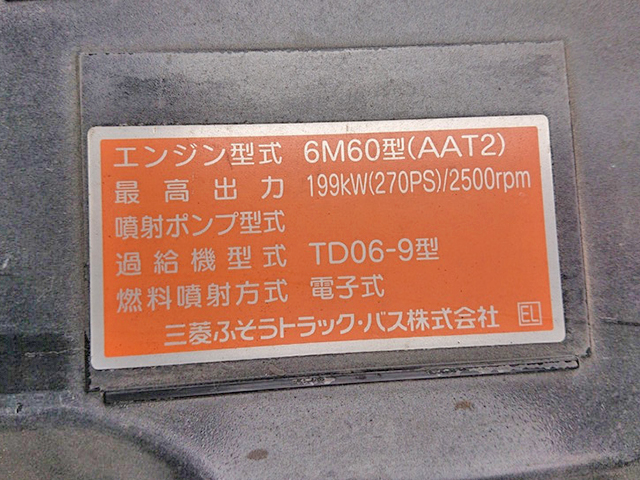 エンジン型式 6M60型(AAT2)
最高出力 199kW(270PS)/2500rpm
噴射ポンプ型式
過給機型式 TD06-9型
燃料噴射方式 電子式
三菱ふそうトラック・バス株式会社 EL